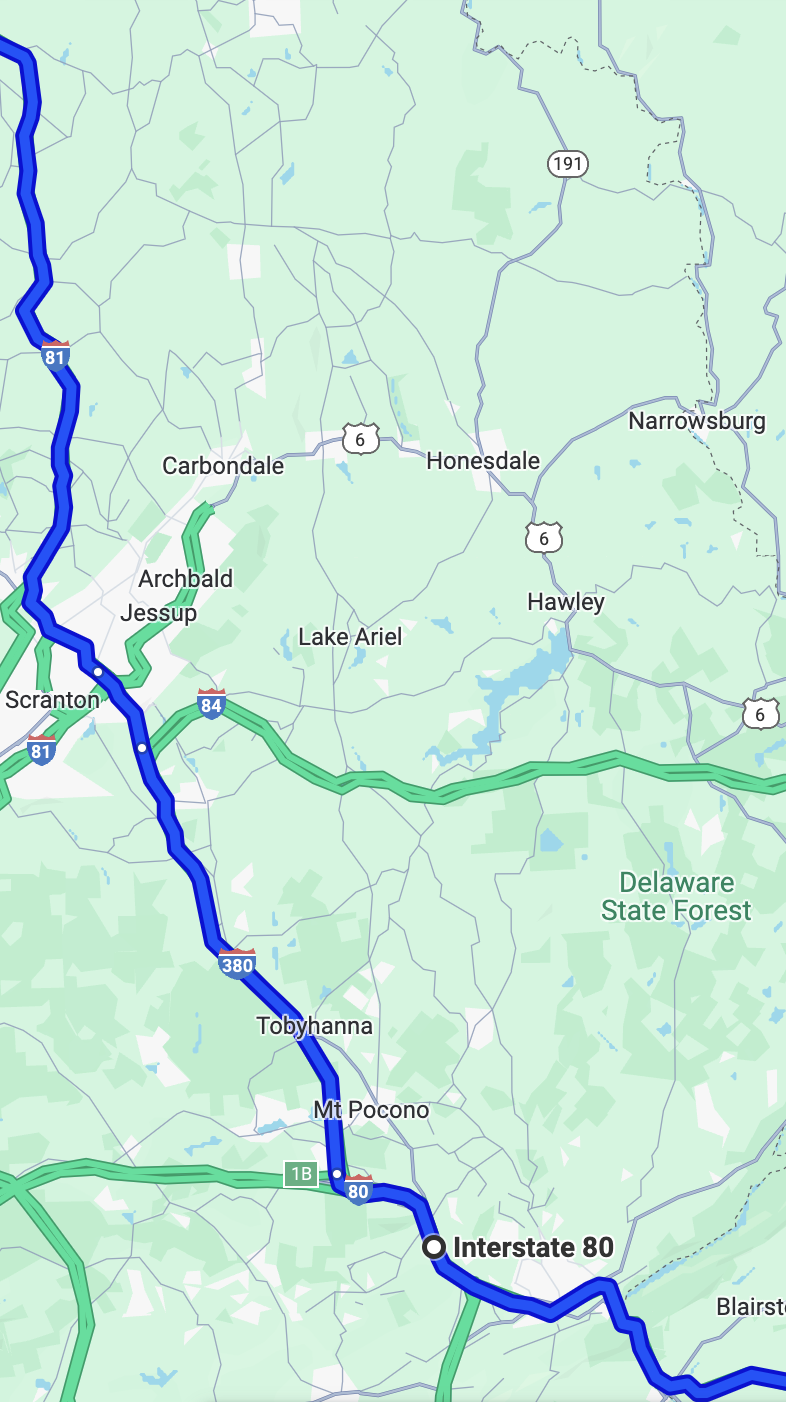 191
81
Narrowsburg
6
Carbondale
Honesdale
6
Archbald
Hawley
Jessup
Lake Ariel
Scranton
84
6
81
Delaware
State Forest
380
Tobyhanna
Mt Pocono
1B
80
Interstate 80
Blairst